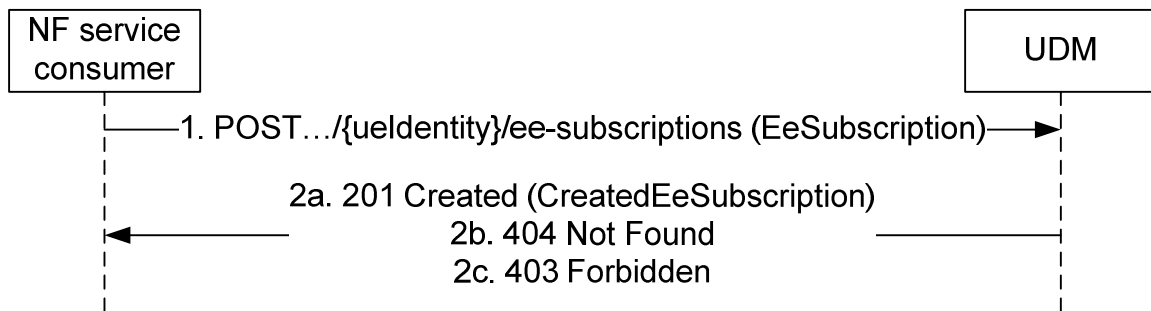 NF service
consumer
UDM
1. POST…/{ueIdentity}/ee-subscriptions (EeSubscription)
2a. 201 Created (CreatedEeSubscription)
2b. 404 Not Found
2c. 403 Forbidden